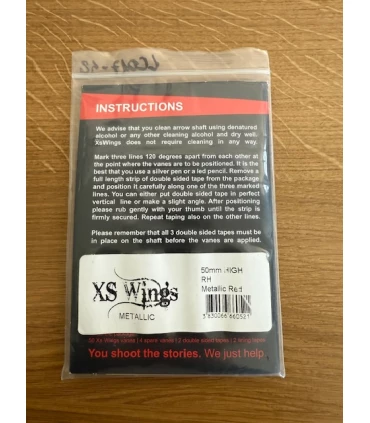 INSTRUCTIONS
We advise that you clean arrow shaft using denatured
alcohol or any other cleaning alcohol and dry well.
XsWings does not require cleaning in any way.
Mark three lines 120 degrees apart from each other at
the point where the vanes are to be positioned. It is the
best that you use a silver pen or a led pencil. Remove a
full length strip of double sided tape from the package
and position it carefully along one of the three marked
lines. You can either put double sided tape in perfect
vertical line or make a slight angle. After positioning
please rub gently with your thumb until the strip is
firmly secured. Repeat taping also on the other lines.
Please remember that all 3 double sided tapes must be
in place on the shaft before the vanes are applied.
XS Wings
METALLIC
50mm HIGH
RH
Metallic Red
3830066660521
You shoot the stories. We just help.